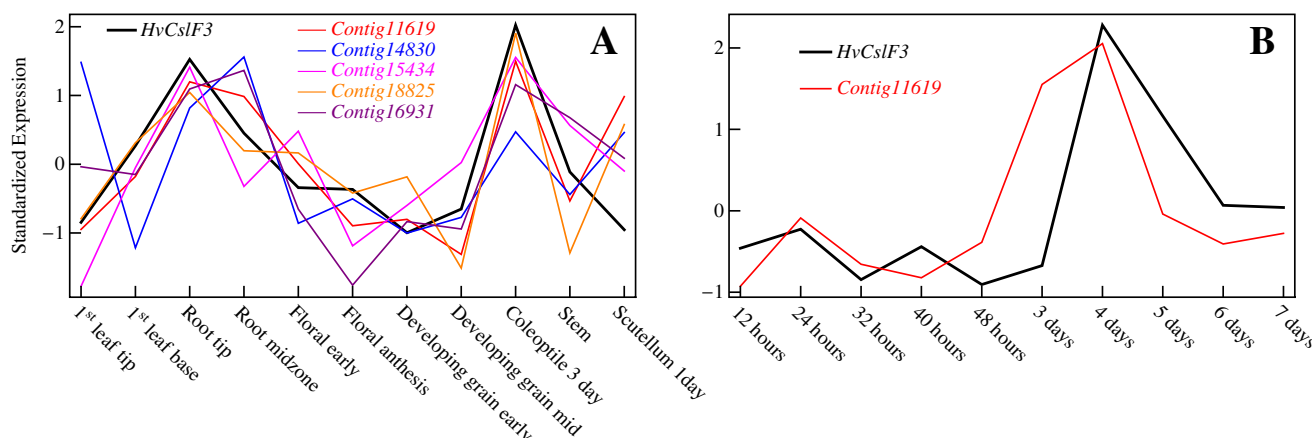 Standardized Expression
2
1
0
−1
HvCslF3
Contig11619
Contig14830
Contig15434
Contig18825
Contig16931
A
1st leaf tip
1st leaf base
Root tip
Root midzone
Floral early
Floral anthesis
Developing grain early
Developing grain mid
Coleoptile 3 day
Stem
Scutellum 1day
2
1
0
−1
HvCslF3
Contig11619
B
12 hours
24 hours
32 hours
40 hours
48 hours
3 days
4 days
5 days
6 days
7 days